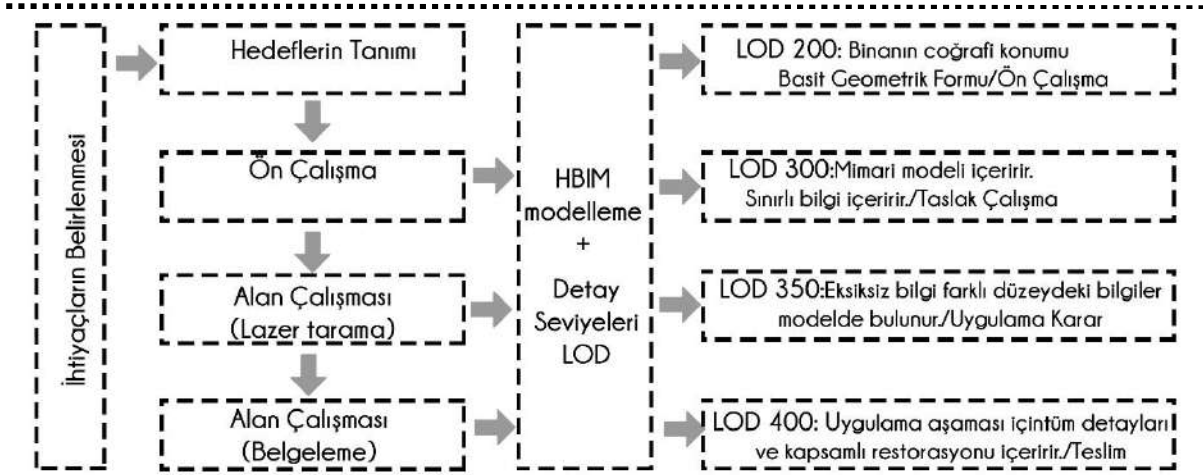 İhtiyaçların Belirlenmesi
Hedeflerin Tanımı
Ön Çalışma
Alan Çalışması
(Lazer tarama)
Alan Çalışması
(Belgeleme)
HBIM
modelleme
+
Detay
Seviyeleri
LOD
LOD 200: Binanın coğrafi konumu
Basit Geometrik Formu/Ön Çalışma
LOD 300:Mimari modeli içeririr.
Sınırlı bilgi içeririr./Taslak Çalışma
LOD 350:Eksiksiz bilgi farklı düzeydeki bilgiler
modelde bulunur./Uygulama Karar
LOD 400: Uygulama aşaması içintüm detayları
ve kapsamlı restorasyonu içeririr./Teslim